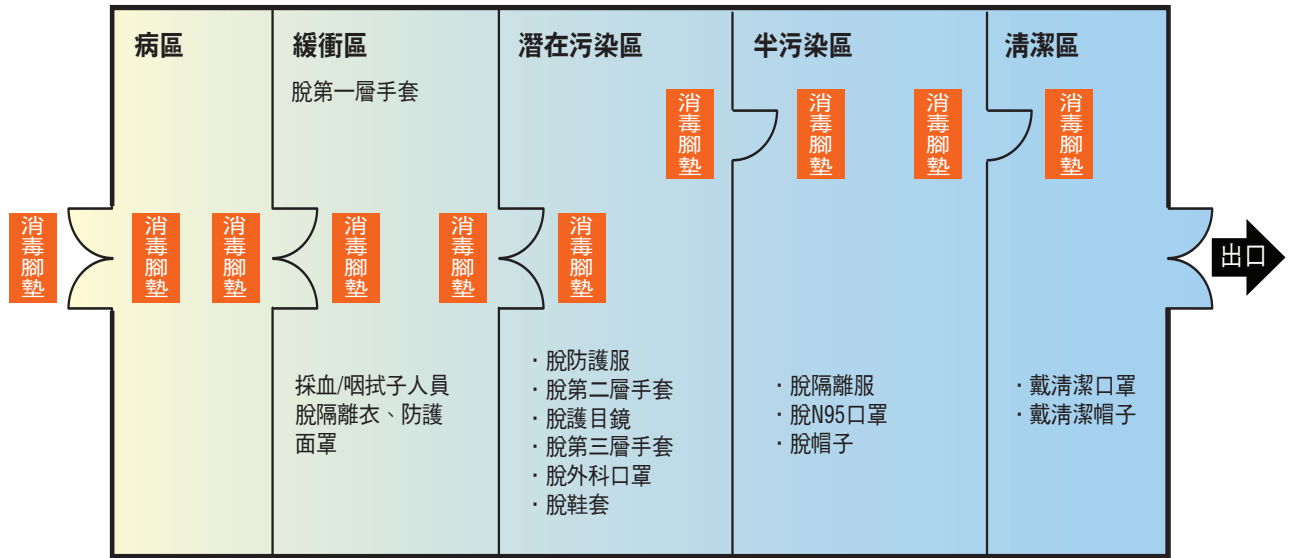 病區
緩衝區
潛在污染區
半污染區
清潔區
脫第一層手套
消毒腳墊
消毒腳墊
消毒腳墊
消毒腳墊
消毒腳墊
消毒腳墊
消毒腳墊
消毒腳墊
消毒腳墊
消毒腳墊
出口
採血/咽拭子人員
脫隔離衣、防護
面罩
·脫防護服
·脫第二層手套
·脫護目鏡
·脫第三層手套
·脫外科口罩
·脫鞋套
·脫隔離服
·脫N95口罩
·脫帽子
·戴清潔口罩
·戴清潔帽子